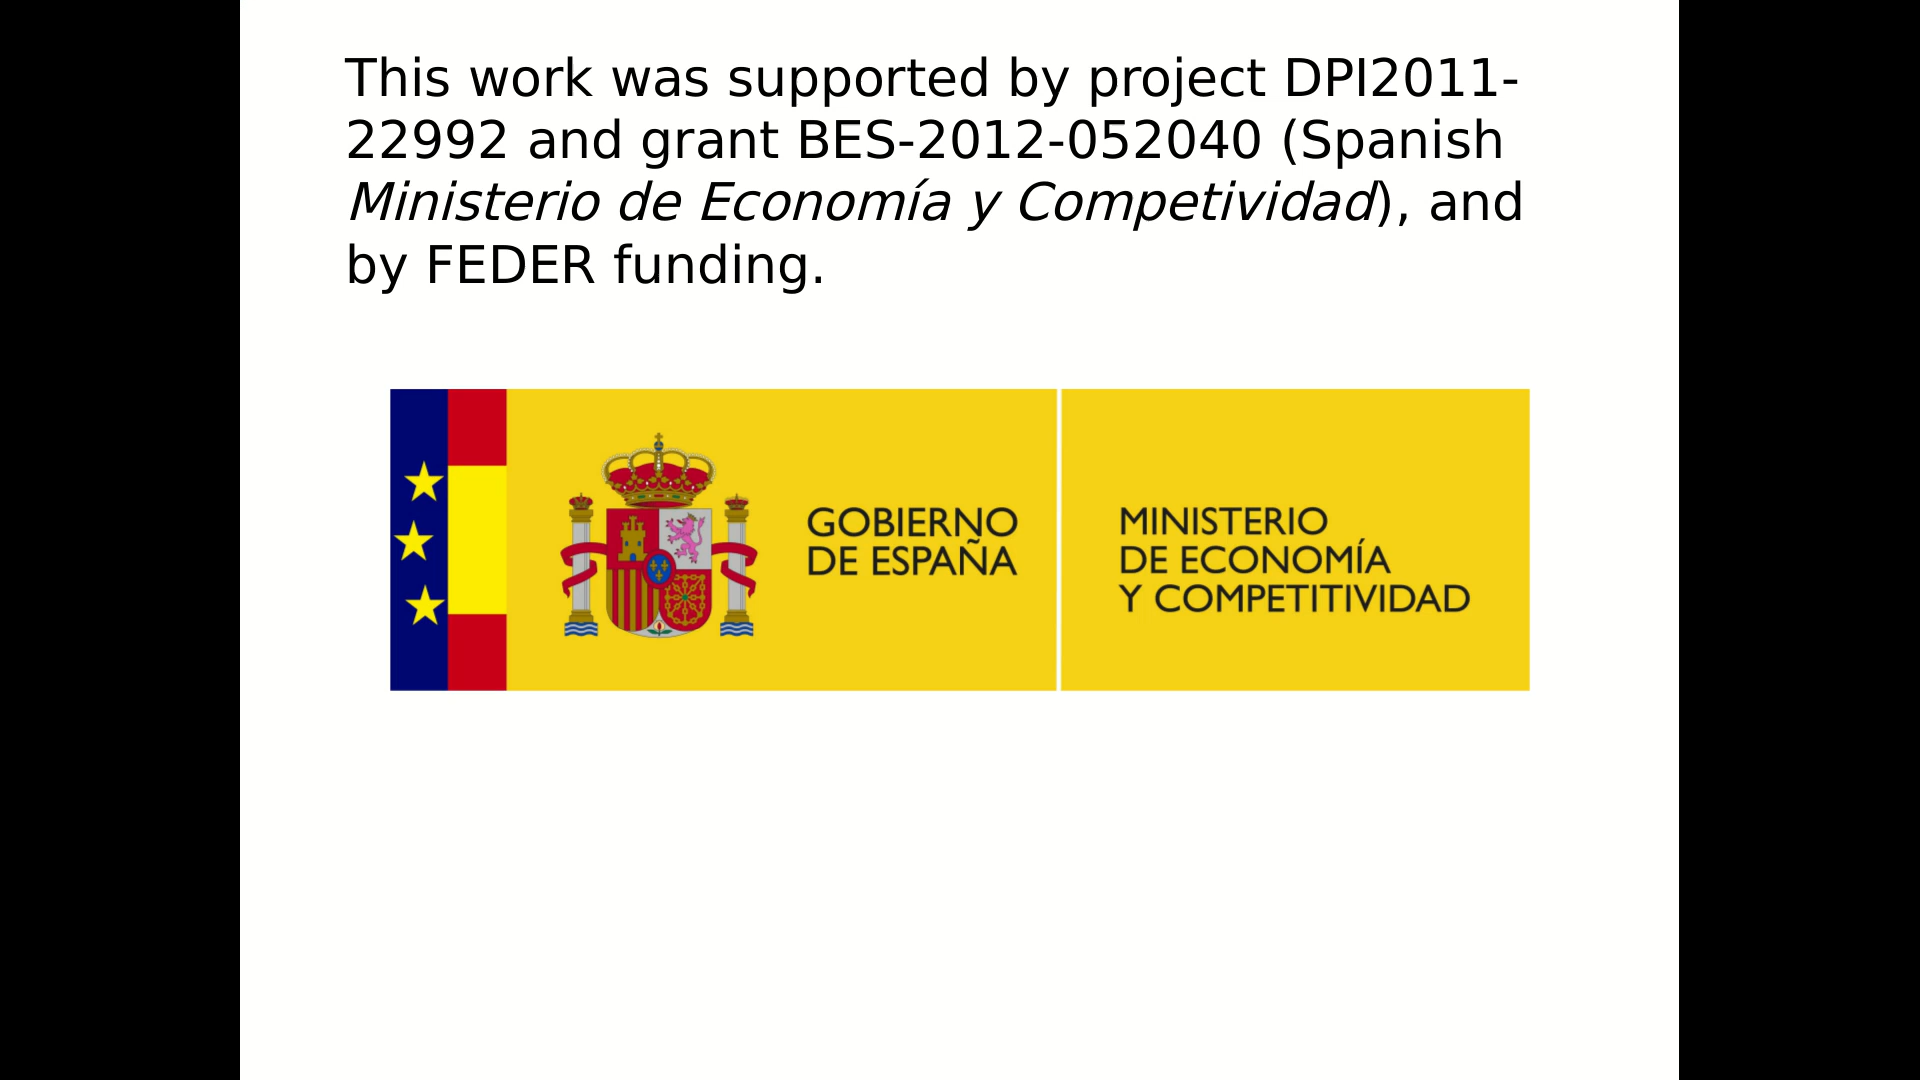 This work was supported by project DPI2011-
22992 and grant BES-2012-052040 (Spanish
Ministerio de Economía y Competividad), and
by FEDER funding.
GOBIERNO
DE ESPAÑA
MINISTERIO
DE ECONOMÍA
Y COMPETITIVIDAD